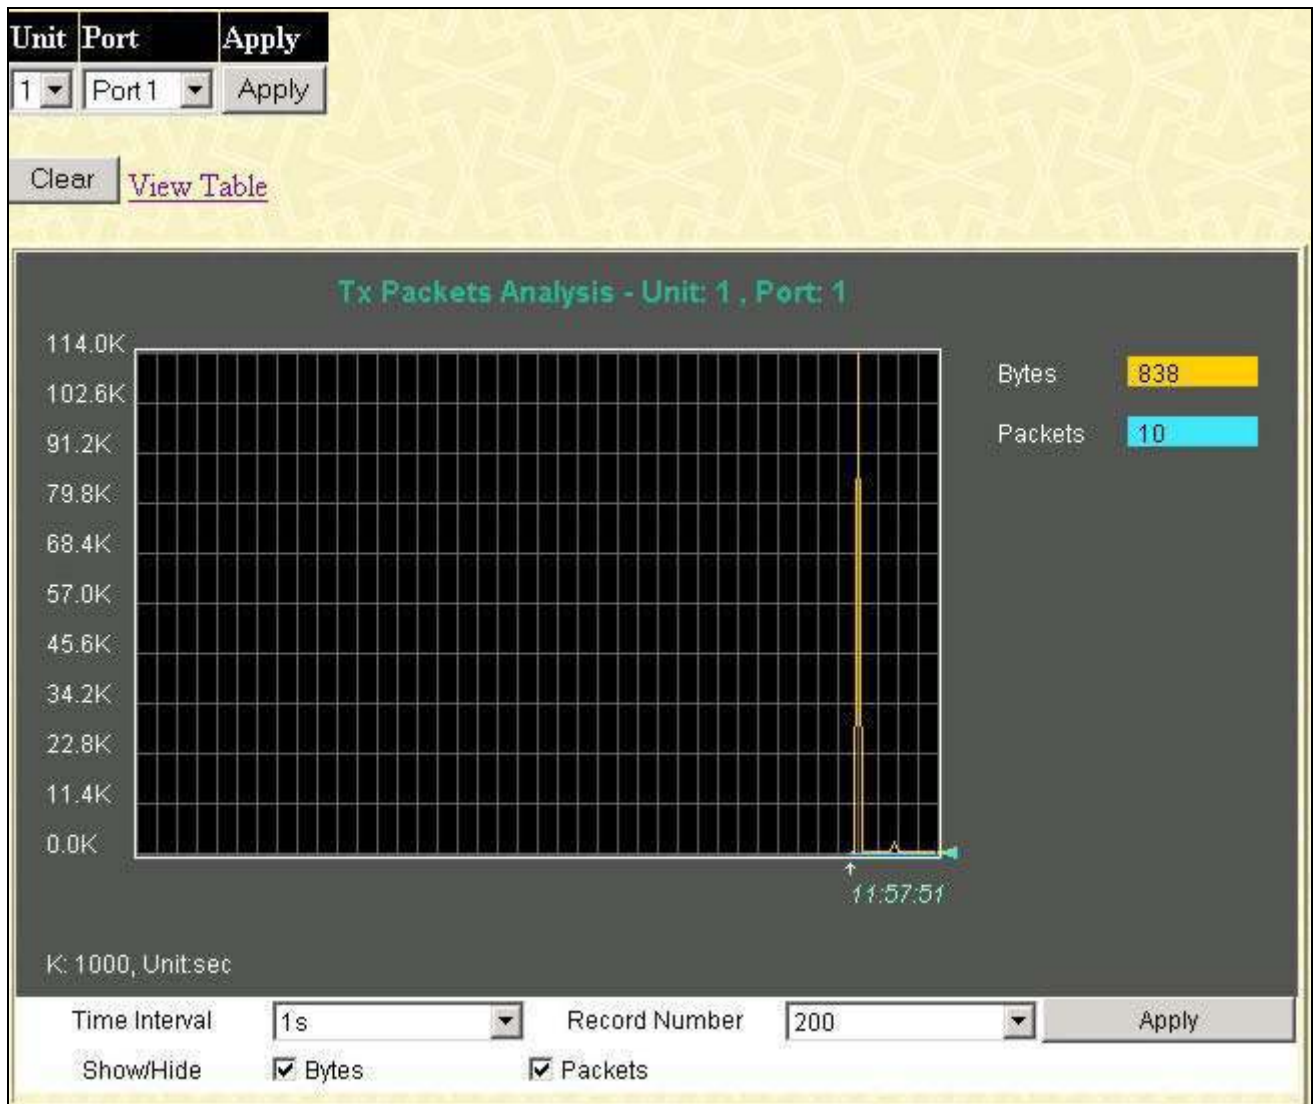 Unit Port Apply
1 Port 1 Apply
Clear View Table
Tx Packets Analysis - Unit: 1 , Port: 1
114.0K
102.6K
91.2K
79.8K
68.4K
57.0K
45.6K
34.2K
22.8K
11.4K
0.0K
Bytes 838
Packets 10
11:57:51
K: 1000, Unit:sec
Time Interval 1s Record Number 200 Apply
Show/Hide Bytes Packets